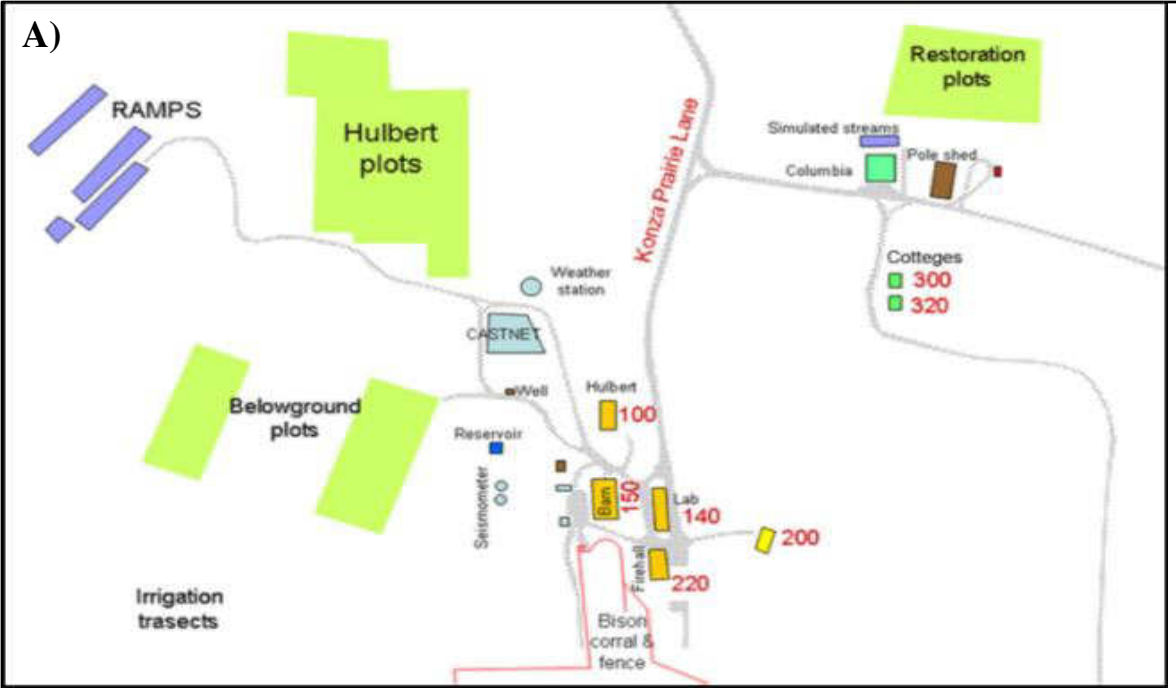 A)
RAMPS
Hulbert
plots
Konza Prairie Lane
Restoration
plots
Simulated streams
Columbia
Pole shed
Cotteges
300
320
Weather
station
CASTNET
Well
Hulbert
100
Belowground
plots
Reservoir
Seismometer
Barn
150
Lab
140
200
Firehall
220
Irrigation
trasects
Bison
corral &
fence